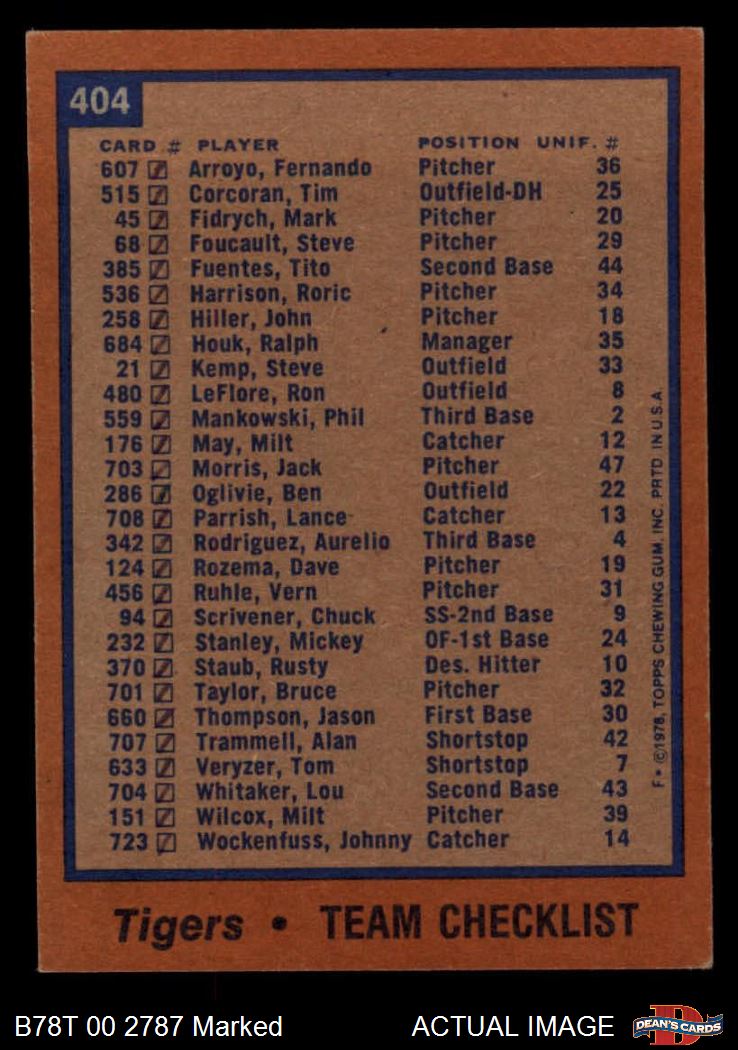 404
CARD # PLAYER POSITION UNIF. #
607 Arroyo, Fernando Pitcher 36
515 Corcoran, Tim Outfield-DH 25
45 Fidrych, Mark Pitcher 20
68 Foucault, Steve Pitcher 29
385 Fuentes, Tito Second Base 44
536 Harrison, Roric Pitcher 34
258 Hiller, John Pitcher 18
684 Houk, Ralph Manager 35
21 Kemp, Steve Outfield 33
480 LeFlore, Ron Outfield 8
559 Mankowski, Phil Third Base 2
176 May, Milt Catcher 12
703 Morris, Jack Pitcher 47
286 Oglivie, Ben Outfield 22
708 Parrish, Lance Catcher 13
342 Rodriguez, Aurelio Third Base 4
124 Rozema, Dave Pitcher 19
456 Ruhle, Vern Pitcher 31
94 Scrivener, Chuck SS-2nd Base 9
232 Stanley, Mickey OF-1st Base 24
370 Staub, Rusty Des. Hitter 10
701 Taylor, Bruce Pitcher 32
660 Thompson, Jason First Base 30
707 Trammell, Alan Shortstop 42
633 Veryzer, Tom Shortstop 7
704 Whitaker, Lou Second Base 43
151 Wilcox, Milt Pitcher 39
723 Wockenfuss, Johnny Catcher 14
F• ©1978, TOPPS CHEWING GUM, INC. PRTD IN U.S.A.
Tigers • TEAM CHECKLIST
B78T 00 2787 Marked ACTUAL IMAGE
DEAN'S CARDS